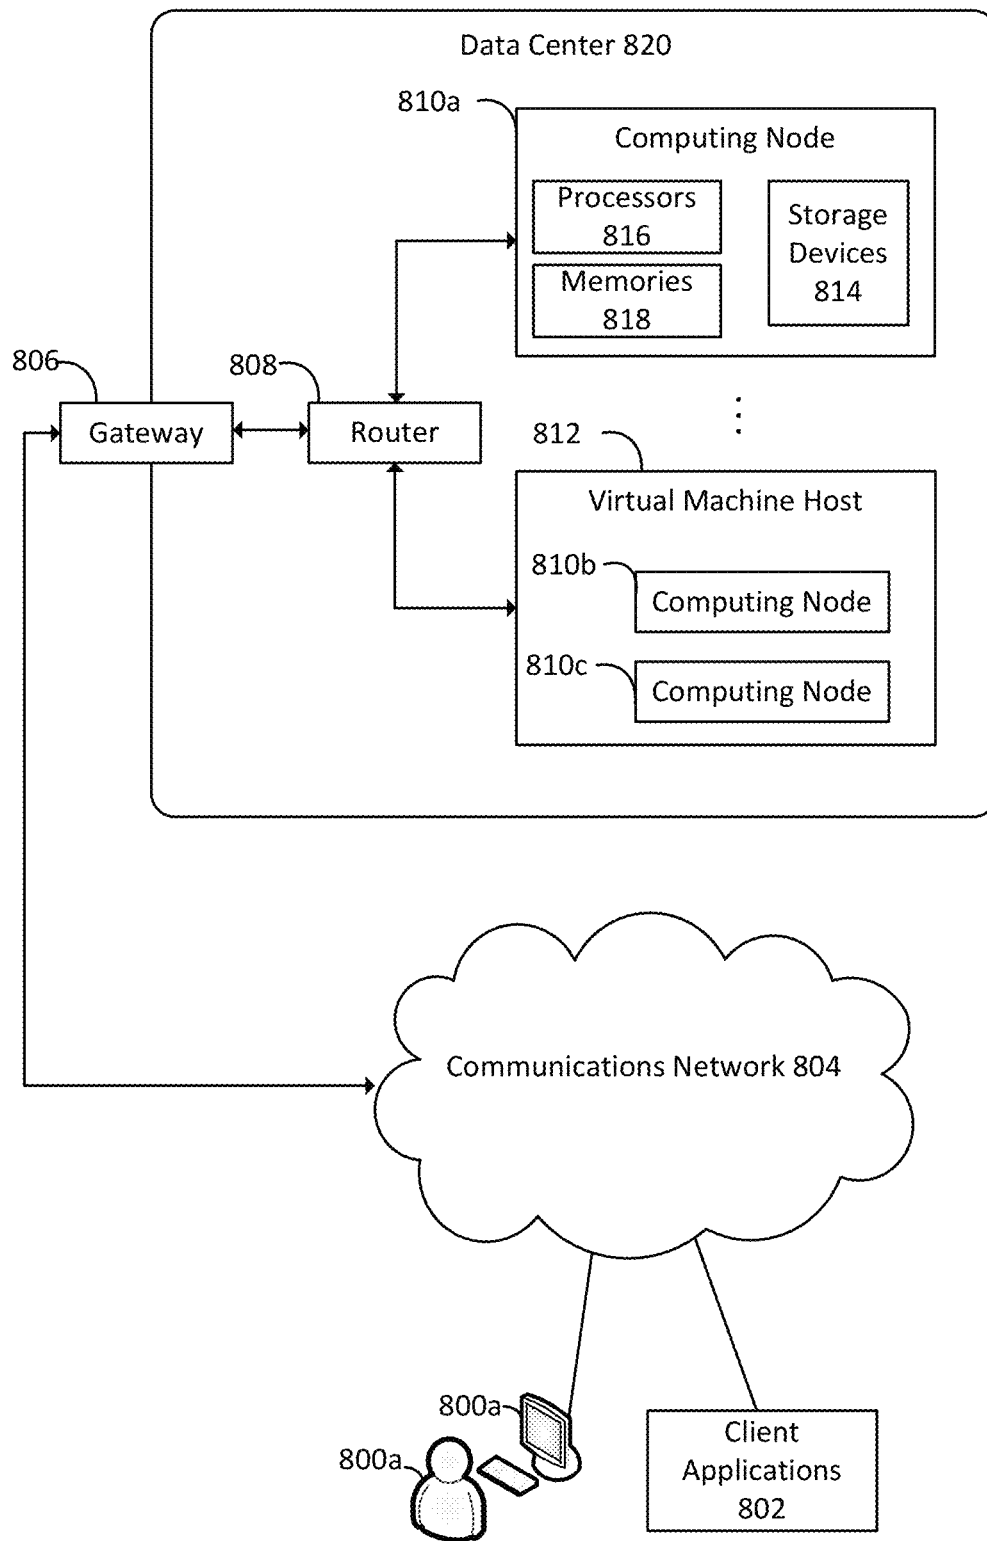 Data Center 820
810a
Computing Node
Processors
816
Storage
Devices
814
Memories
818
806
808
Gateway
Router
812
Virtual Machine Host
810b
Computing Node
810c
Computing Node
Communications Network 804
800a
800a
Client
Applications
802